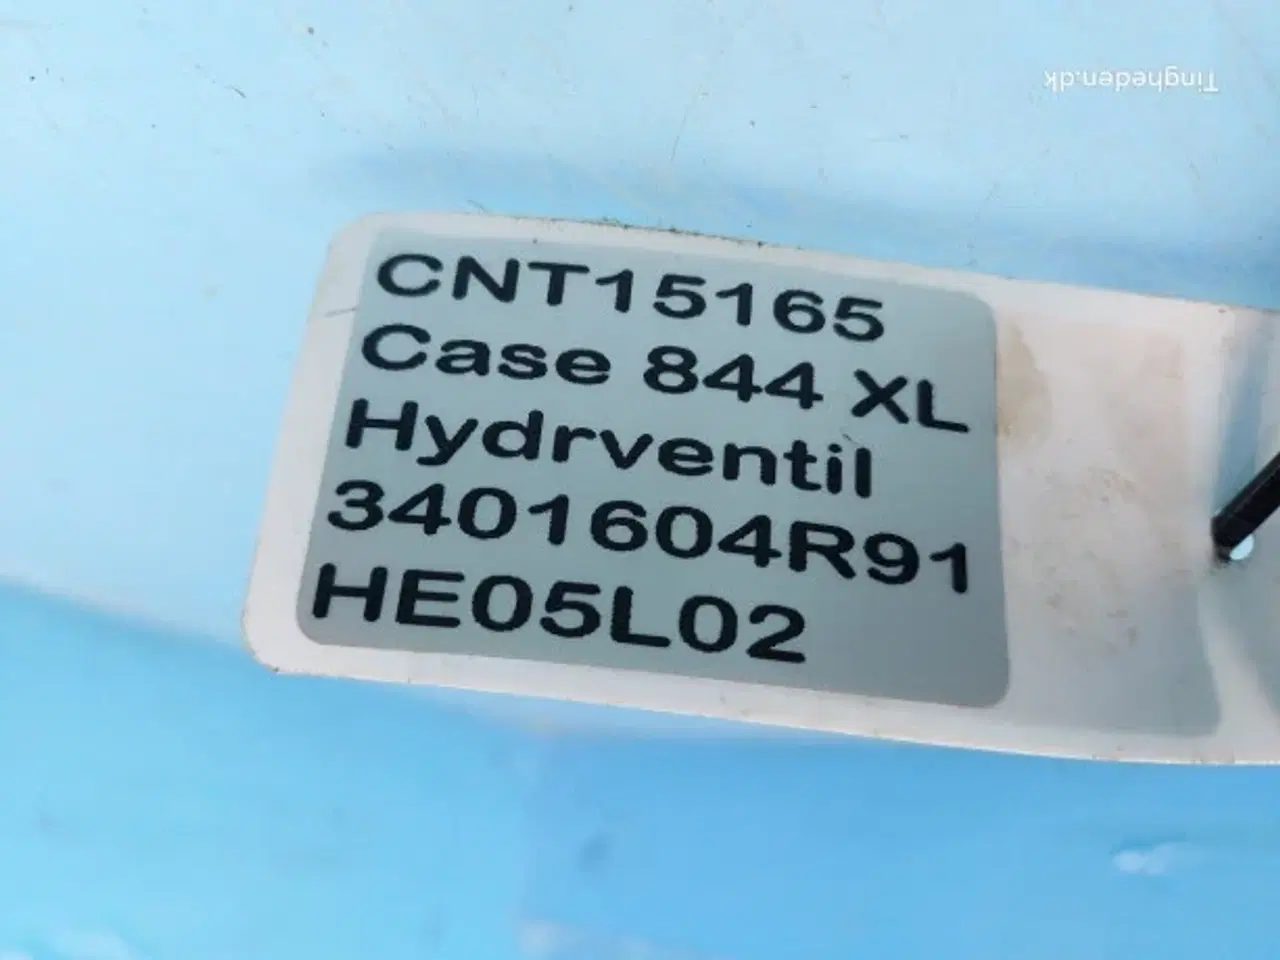 Tingheden.dk
CNT15165
Case 844 XL
Hydrventil
3401604R91
HE05L02